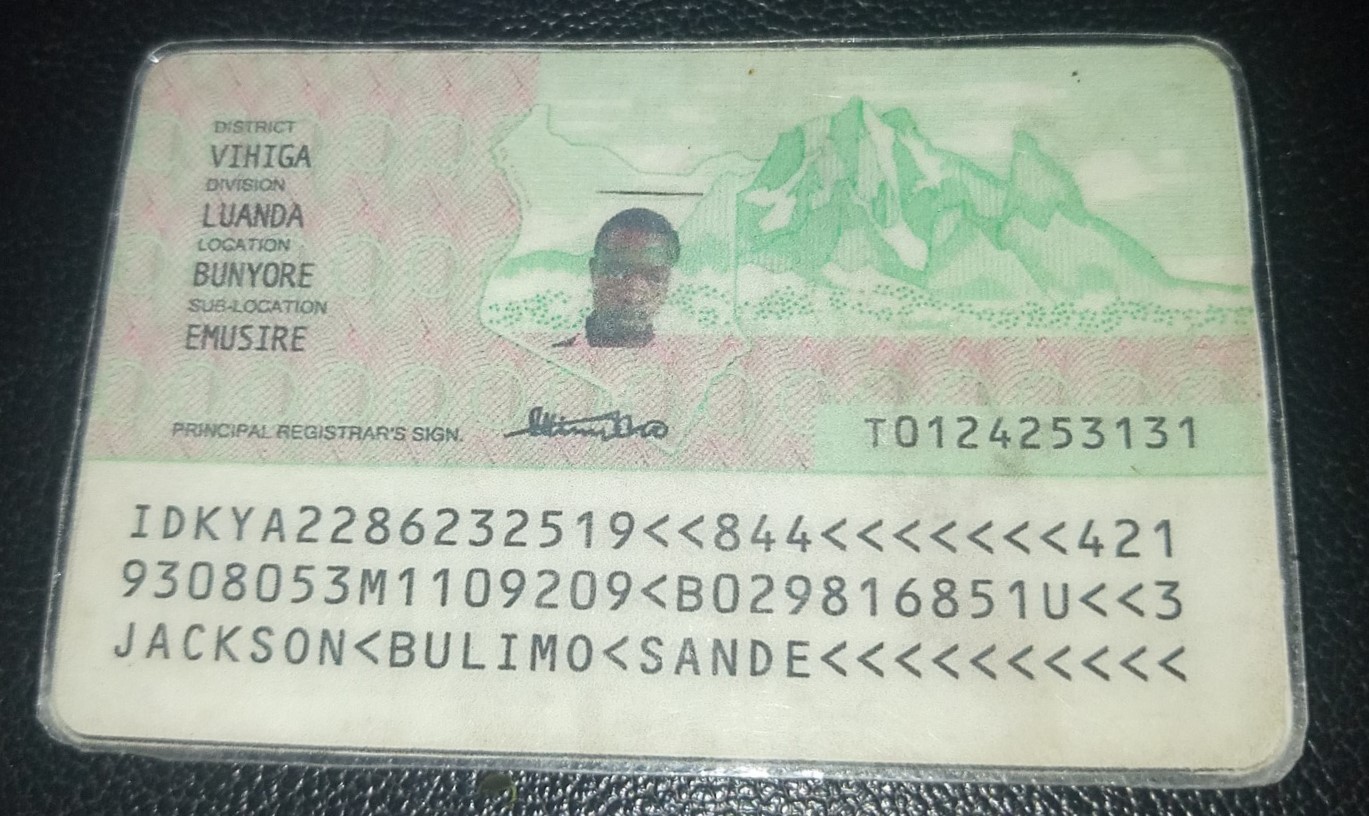 DISTRICT
VIHIGA
DIVISION
LUANDA
LOCATION
BUNYORE
SUB-LOCATION
EMUSIRE
PRINCIPAL REGISTRAR'S SIGN.
T0124253131
IDKYA2286232519<<844<<<<<<<421
9308053M1109209<B029816851U<<3
JACKSON<BULIMO<SANDE<<<<<<<<<<